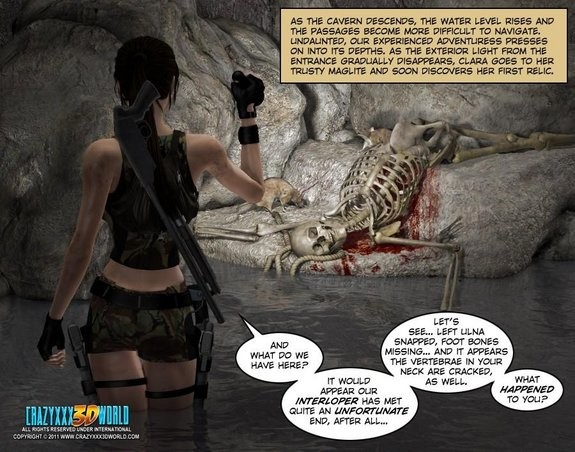 AS THE CAVERN DESCENDS, THE WATER LEVEL RISES AND
THE PASSAGES BECOME MORE DIFFICULT TO NAVIGATE.
UNDAUNTED, OUR EXPERIENCED ADVENTURESS PRESSES
ON INTO ITS DEPTHS. AS THE EXTERIOR LIGHT FROM THE
ENTRANCE GRADUALLY DISAPPEARS, CLARA GOES TO HER
TRUSTY MAGLITE AND SOON DISCOVERS HER FIRST RELIC.
AND
WHAT DO WE
HAVE HERE?
IT WOULD
APPEAR OUR
INTERLOPER HAS MET
QUITE AN UNFORTUNATE
END, AFTER ALL...
LET'S
SEE... LEFT ULNA
SNAPPED, FOOT BONES
MISSING... AND IT APPEARS
THE VERTEBRAE IN YOUR
NECK ARE CRACKED,
AS WELL.
WHAT
HAPPENED
TO YOU?
CRAZYXXX3DWORLD
ALL RIGHTS RESERVED UNDER INTERNATIONAL
COPYRIGHT © 2011 WWW.CRAZYXXX3DWORLD.COM